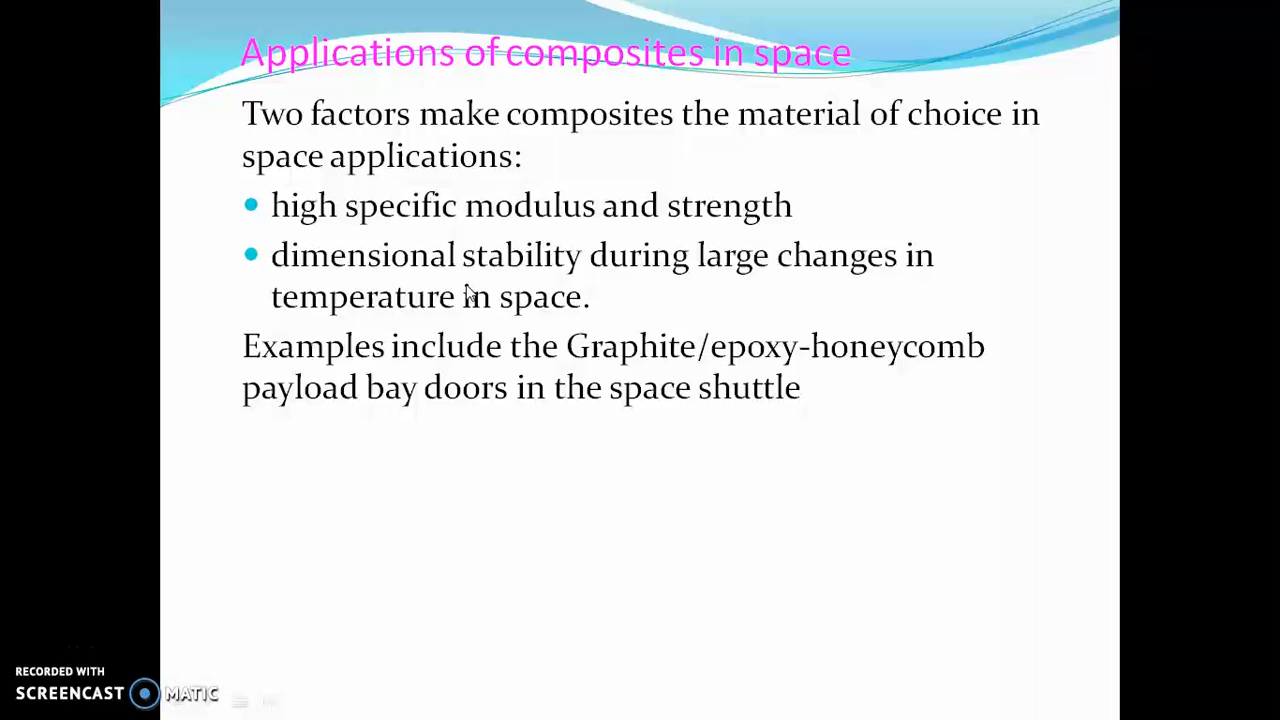 Applications of composites in space
Two factors make composites the material of choice in
space applications:
• high specific modulus and strength
• dimensional stability during large changes in
temperature in space.
Examples include the Graphite/epoxy-honeycomb
payload bay doors in the space shuttle
RECORDED WITH
SCREENCAST MATIC